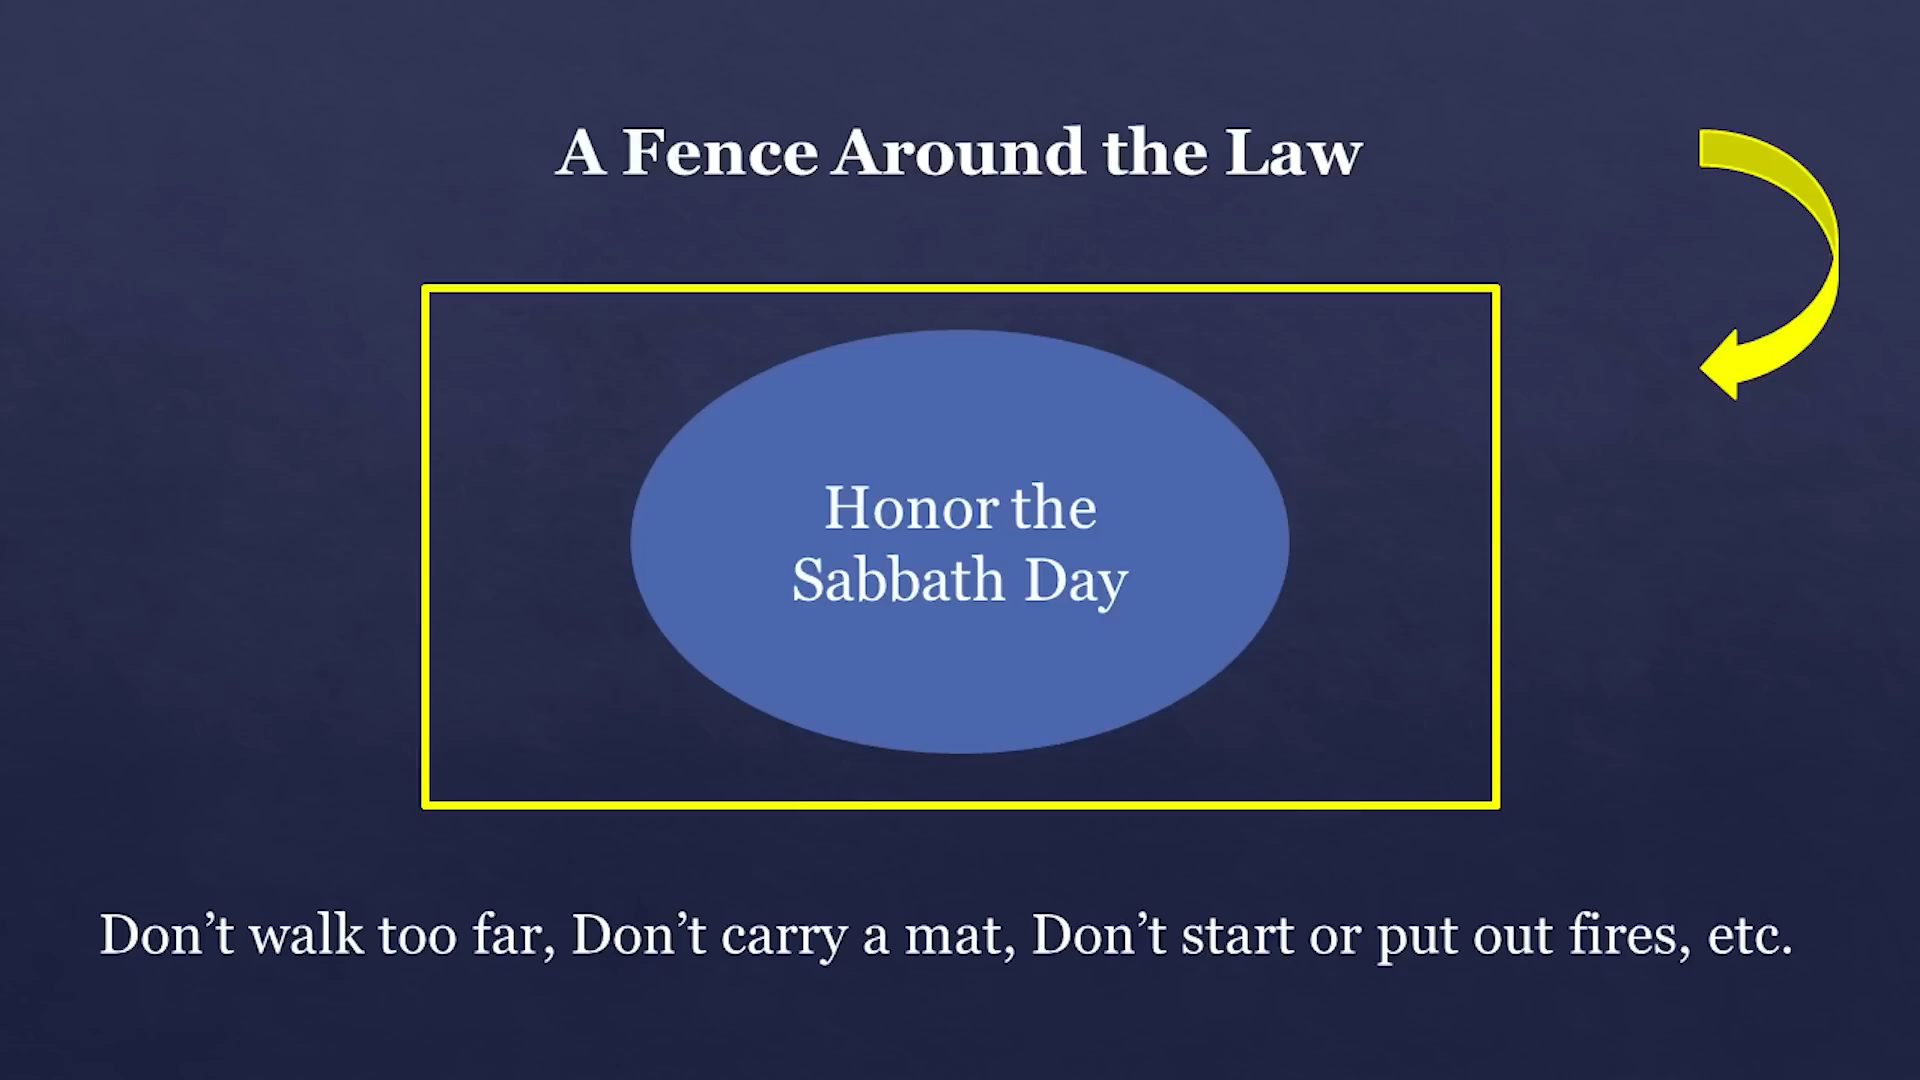 A Fence Around the Law
Honor the
Sabbath Day
Don’t walk too far, Don’t carry a mat, Don’t start or put out fires, etc.